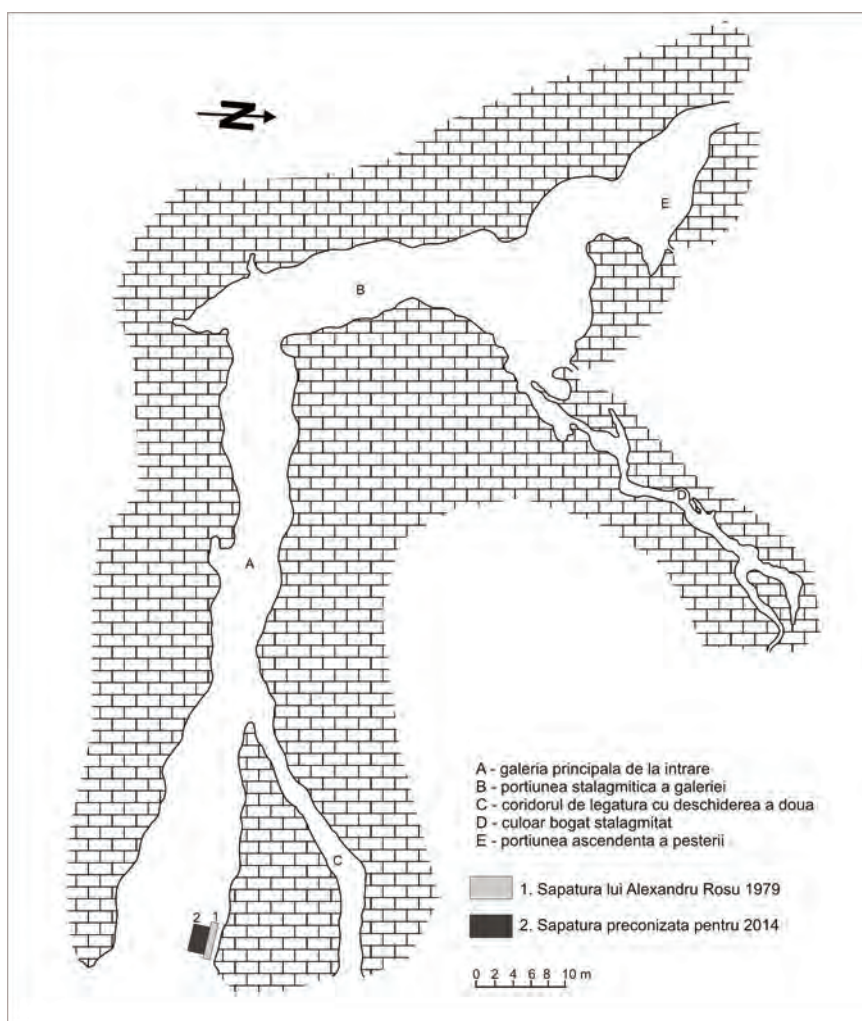 N
E
B
D
A
A - galeria principala de la intrare
B - portiunea stalagmitica a galeriei
C - coridorul de legatura cu deschiderea a doua
D - culoar bogat stalagmitat
E - portiunea ascendenta a pesterii
C
1. Sapatura lui Alexandru Rosu 1979
2 1
2. Sapatura preconizata pentru 2014
0 2 4 6 8 10 m